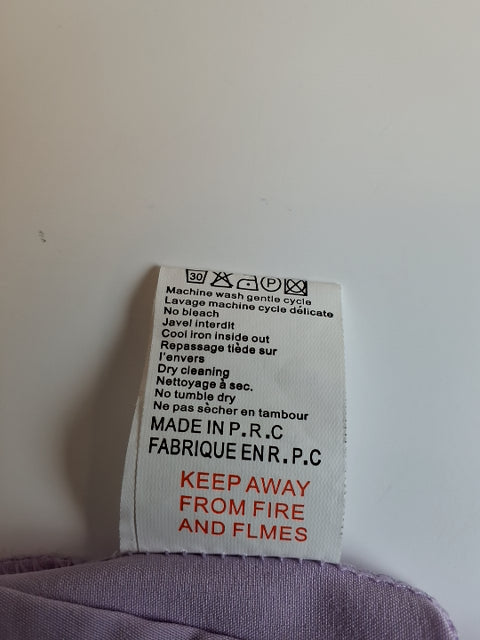 30 P
Machine wash gentle cycle
Lavage machine cycle délicate
No bleach
Javel interdit
Cool iron inside out
Repassage tiède sur
l'envers
Dry cleaning
Nettoyage à sec.
No tumble dry
Ne pas sècher en tambour
MADE IN P.R.C
FABRIQUE EN R.P.C
KEEP AWAY
FROM FIRE
AND FLMES